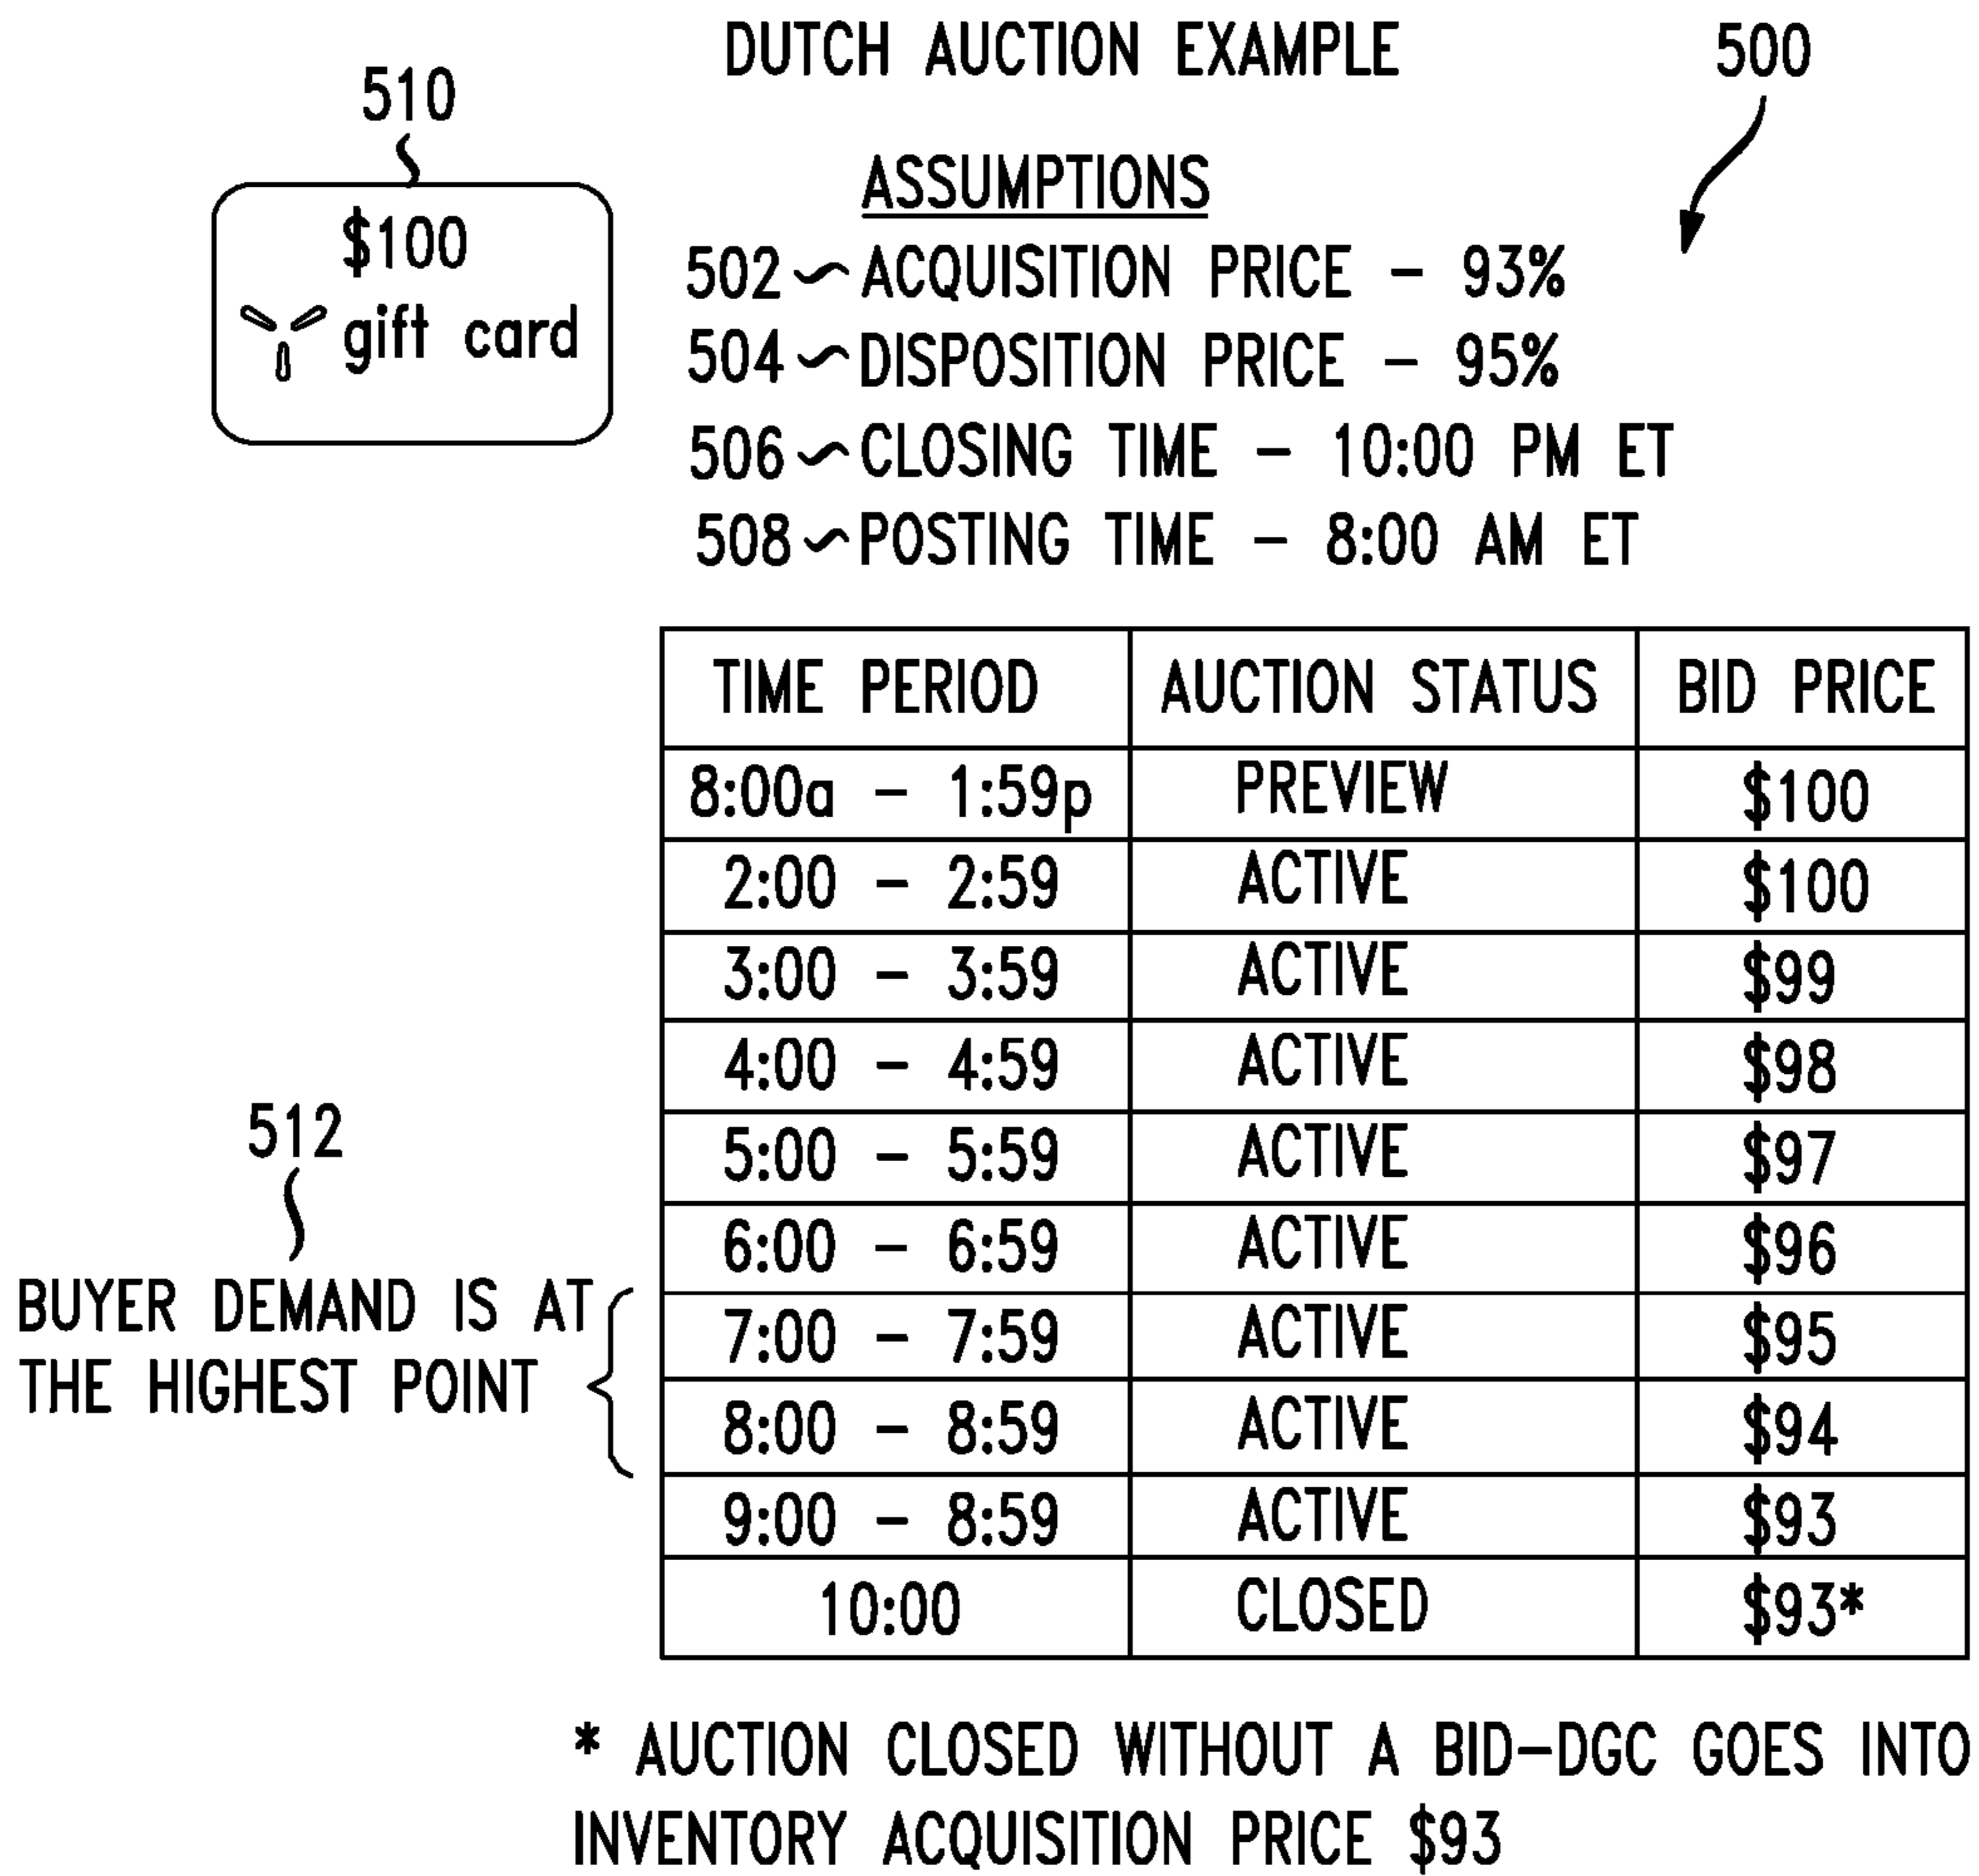 DUTCH AUCTION EXAMPLE
500
510
$100
gift card
ASSUMPTIONS
502 ACQUISITION PRICE - 93%
504 DISPOSITION PRICE - 95%
506 CLOSING TIME - 10:00 PM ET
508 POSTING TIME - 8:00 AM ET
TIME PERIOD AUCTION STATUS BID PRICE
8:00a - 1:59p PREVIEW $100
2:00 - 2:59 ACTIVE $100
3:00 - 3:59 ACTIVE $99
4:00 - 4:59 ACTIVE $98
5:00 - 5:59 ACTIVE $97
6:00 - 6:59 ACTIVE $96
7:00 - 7:59 ACTIVE $95
8:00 - 8:59 ACTIVE $94
9:00 - 8:59 ACTIVE $93
10:00 CLOSED $93*
512
BUYER DEMAND IS AT
THE HIGHEST POINT
* AUCTION CLOSED WITHOUT A BID-DGC GOES INTO
INVENTORY ACQUISITION PRICE $93